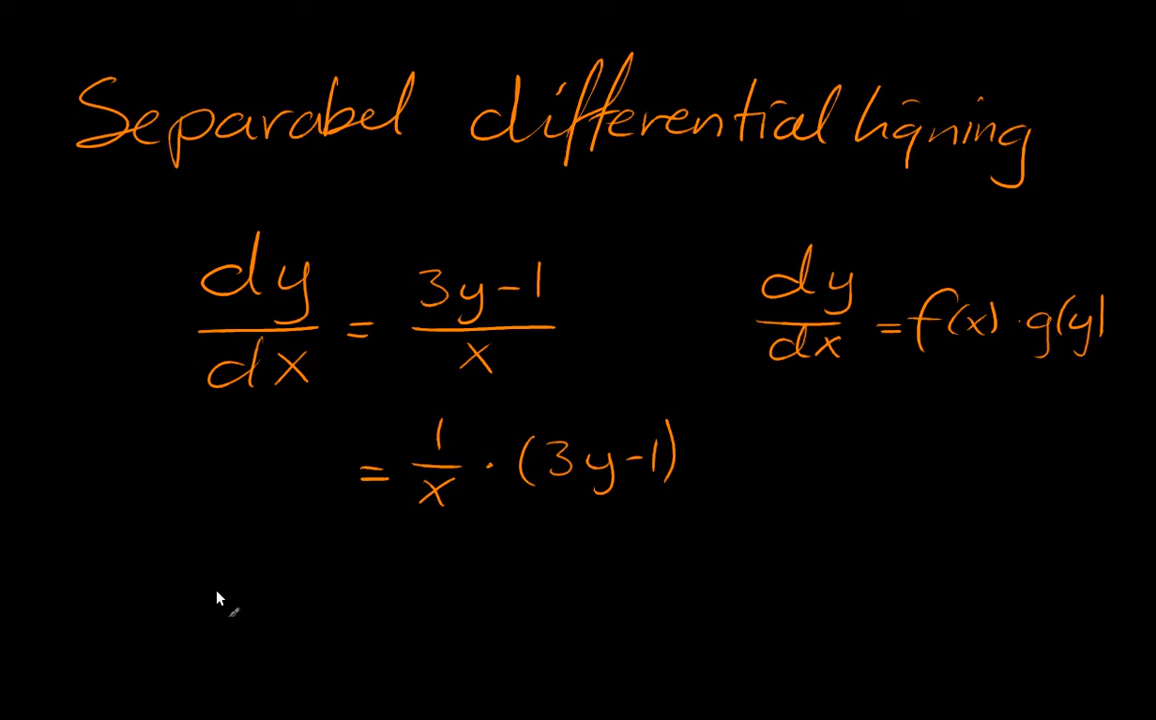 Separabel differentialligning
dy/dx = (3y-1)/x
dy/dx = f(x) · g(y)
= 1/x · (3y-1)